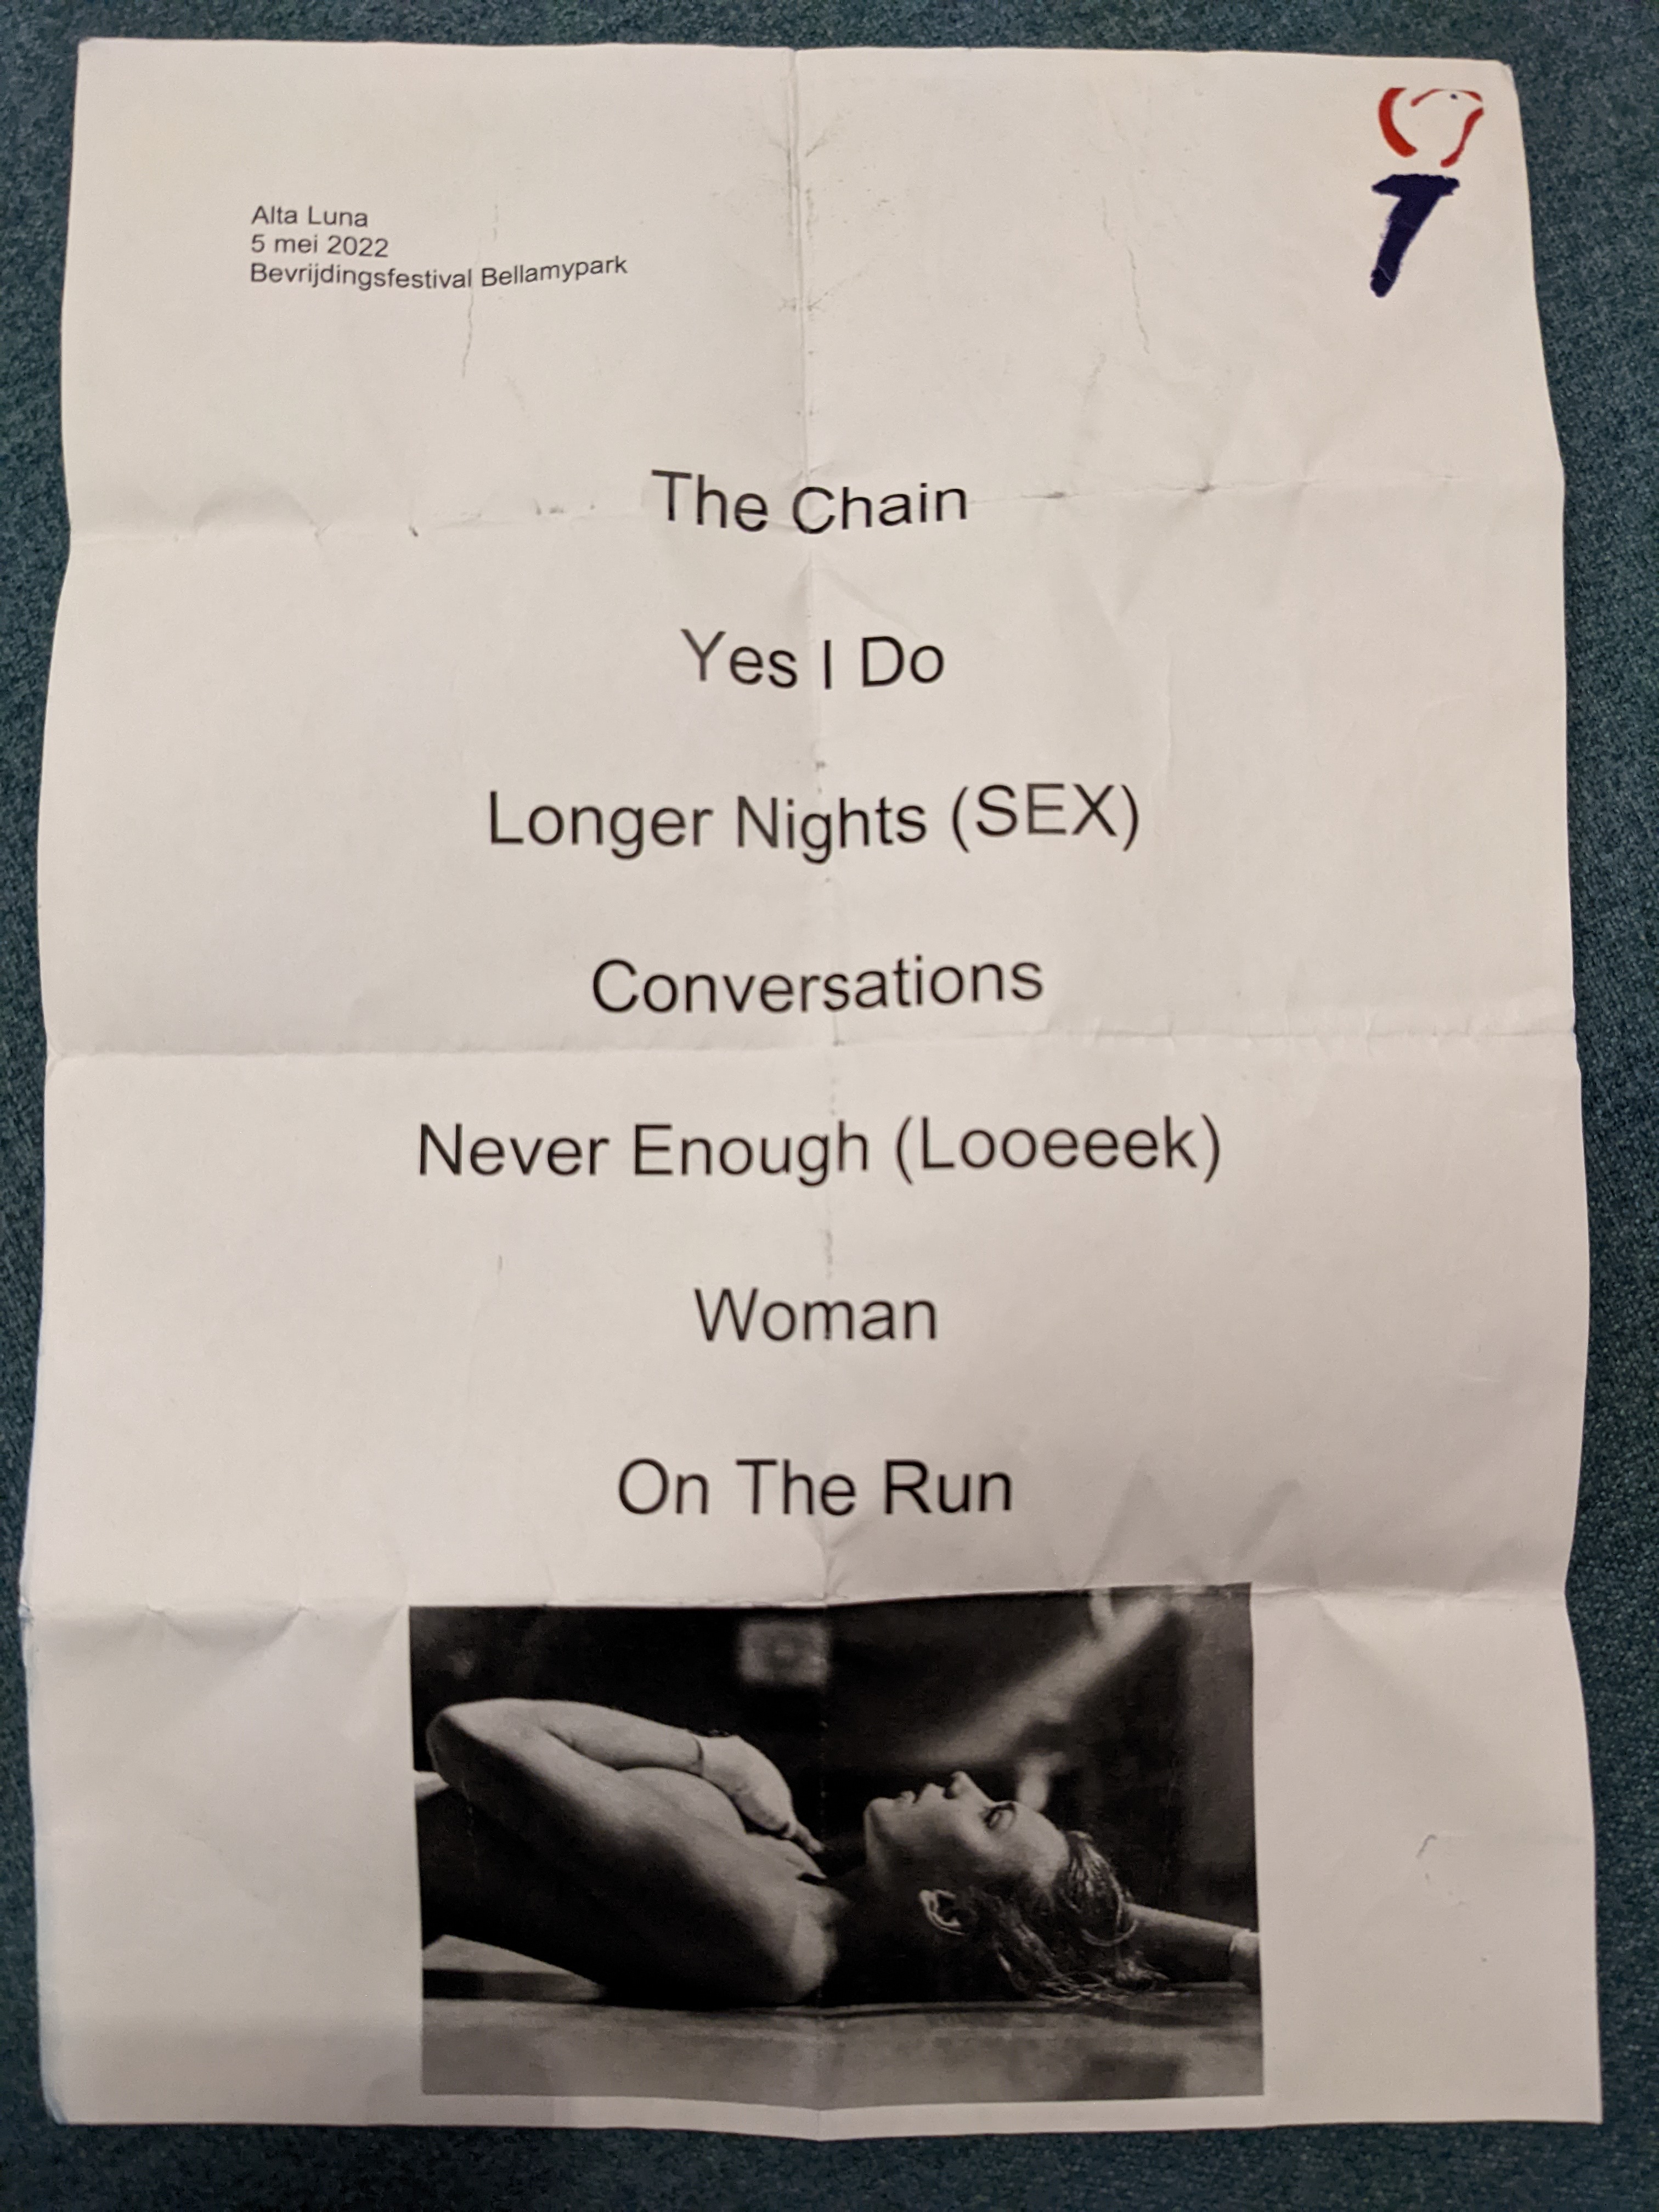 Alta Luna
5 mei 2022
Bevrijdingsfestival Bellamypark
The Chain
Yes I Do
Longer Nights (SEX)
Conversations
Never Enough (Looeeek)
Woman
On The Run